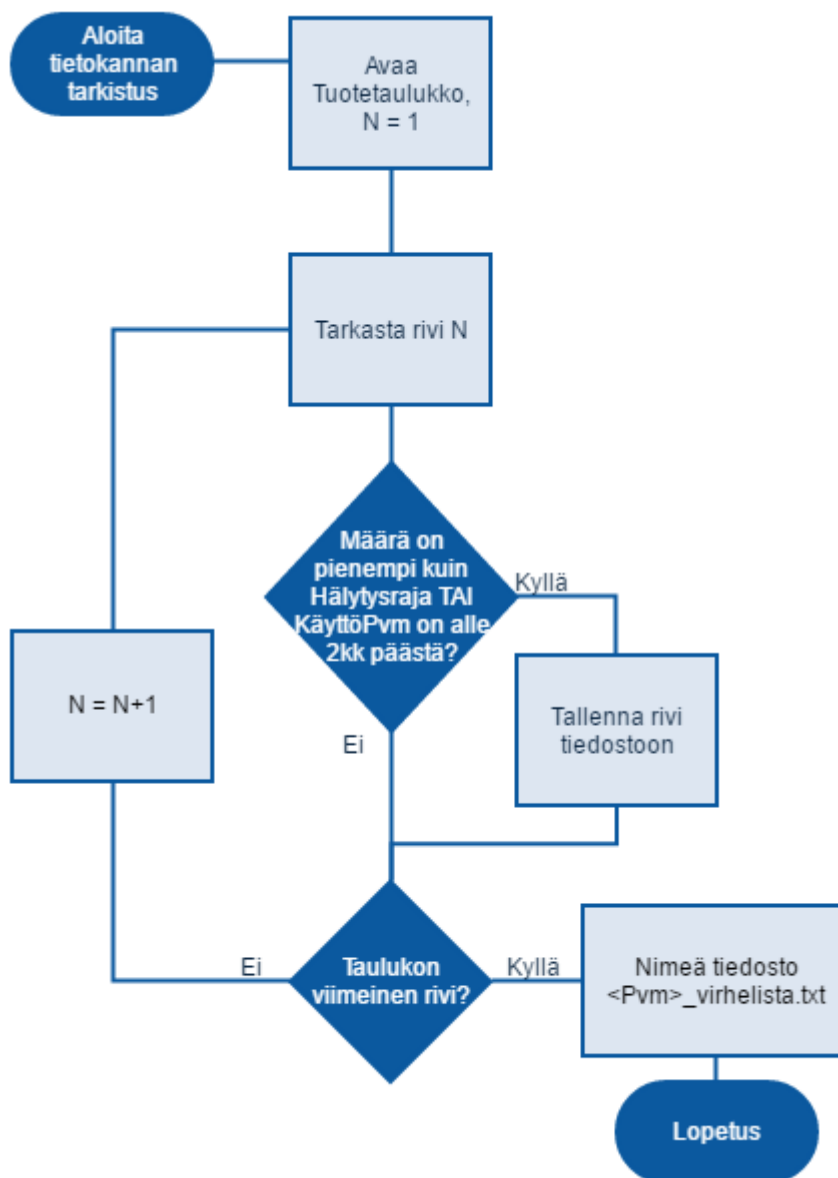 Aloita
tietokannan
tarkistus
Avaa
Tuotetaulukko,
N = 1
Tarkasta rivi N
Määrä on
pienempi kuin
Hälytysraja TAI
KäyttöPvm on alle
2kk päästä?
Kyllä
Tallenna rivi
tiedostoon
N = N+1
Ei
Taulukon
viimeinen rivi?
Ei
Kyllä
Nimeä tiedosto
<Pvm>_virhelista.txt
Lopetus